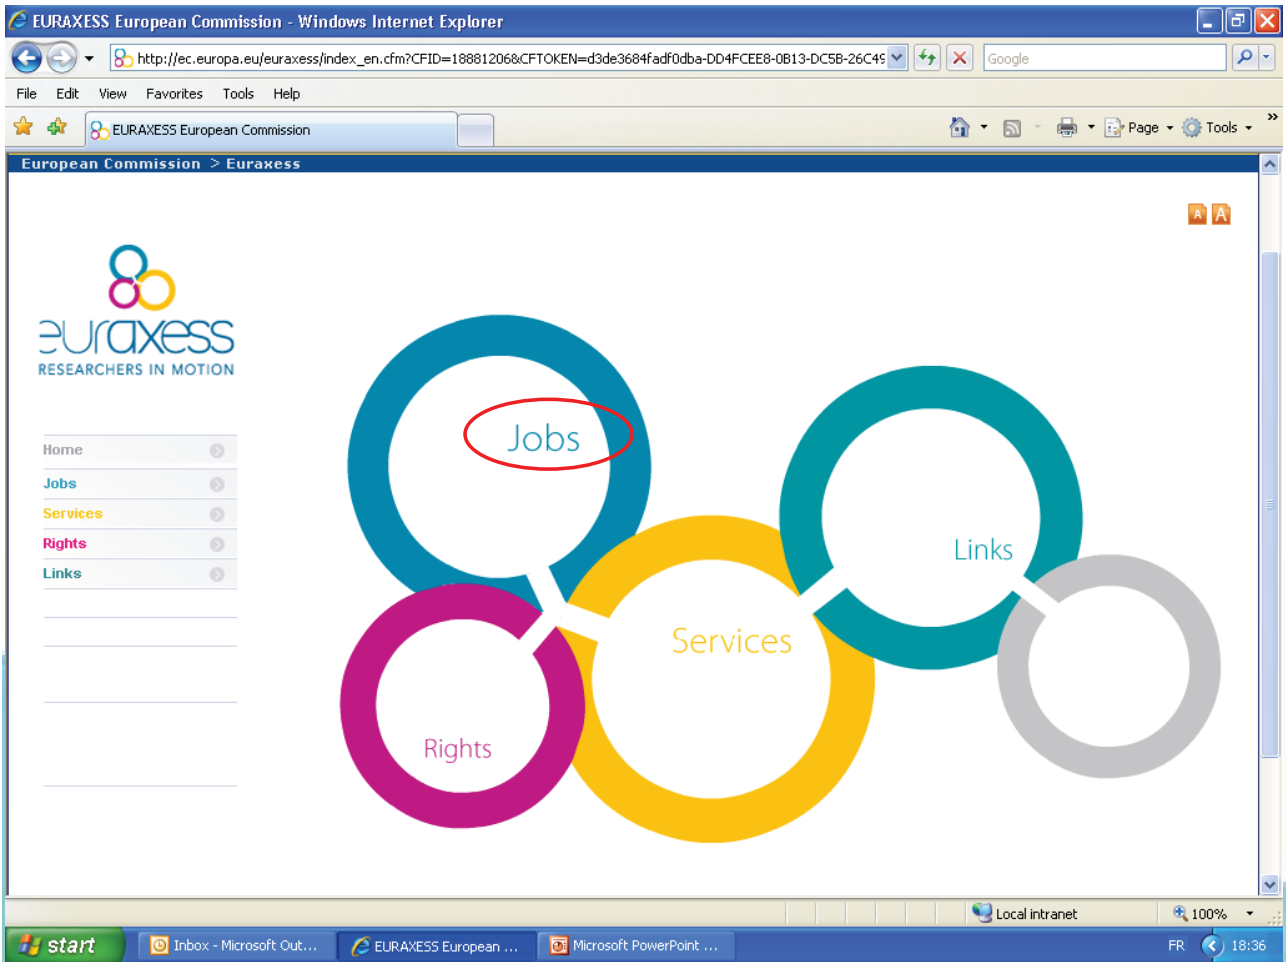 EURAXESS European Commission - Windows Internet Explorer
http://ec.europa.eu/euraxess/index_en.cfm?CFID=18881206&CFTOKEN=d3de3684fadf0dba-DD4FCEE8-0B13-DC5B-26C49
Google
File Edit View Favorites Tools Help
EURAXESS European Commission
Page Tools
European Commission > Euraxess
A A
euraxess
RESEARCHERS IN MOTION
Home
Jobs
Services
Rights
Links
Jobs
Links
Services
Rights
Local intranet
100%
start
Inbox - Microsoft Out...
EURAXESS European ...
Microsoft PowerPoint ...
FR
18:36